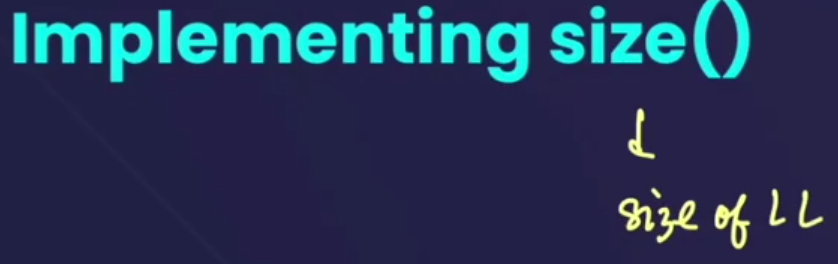 Implementing size()
size of LL